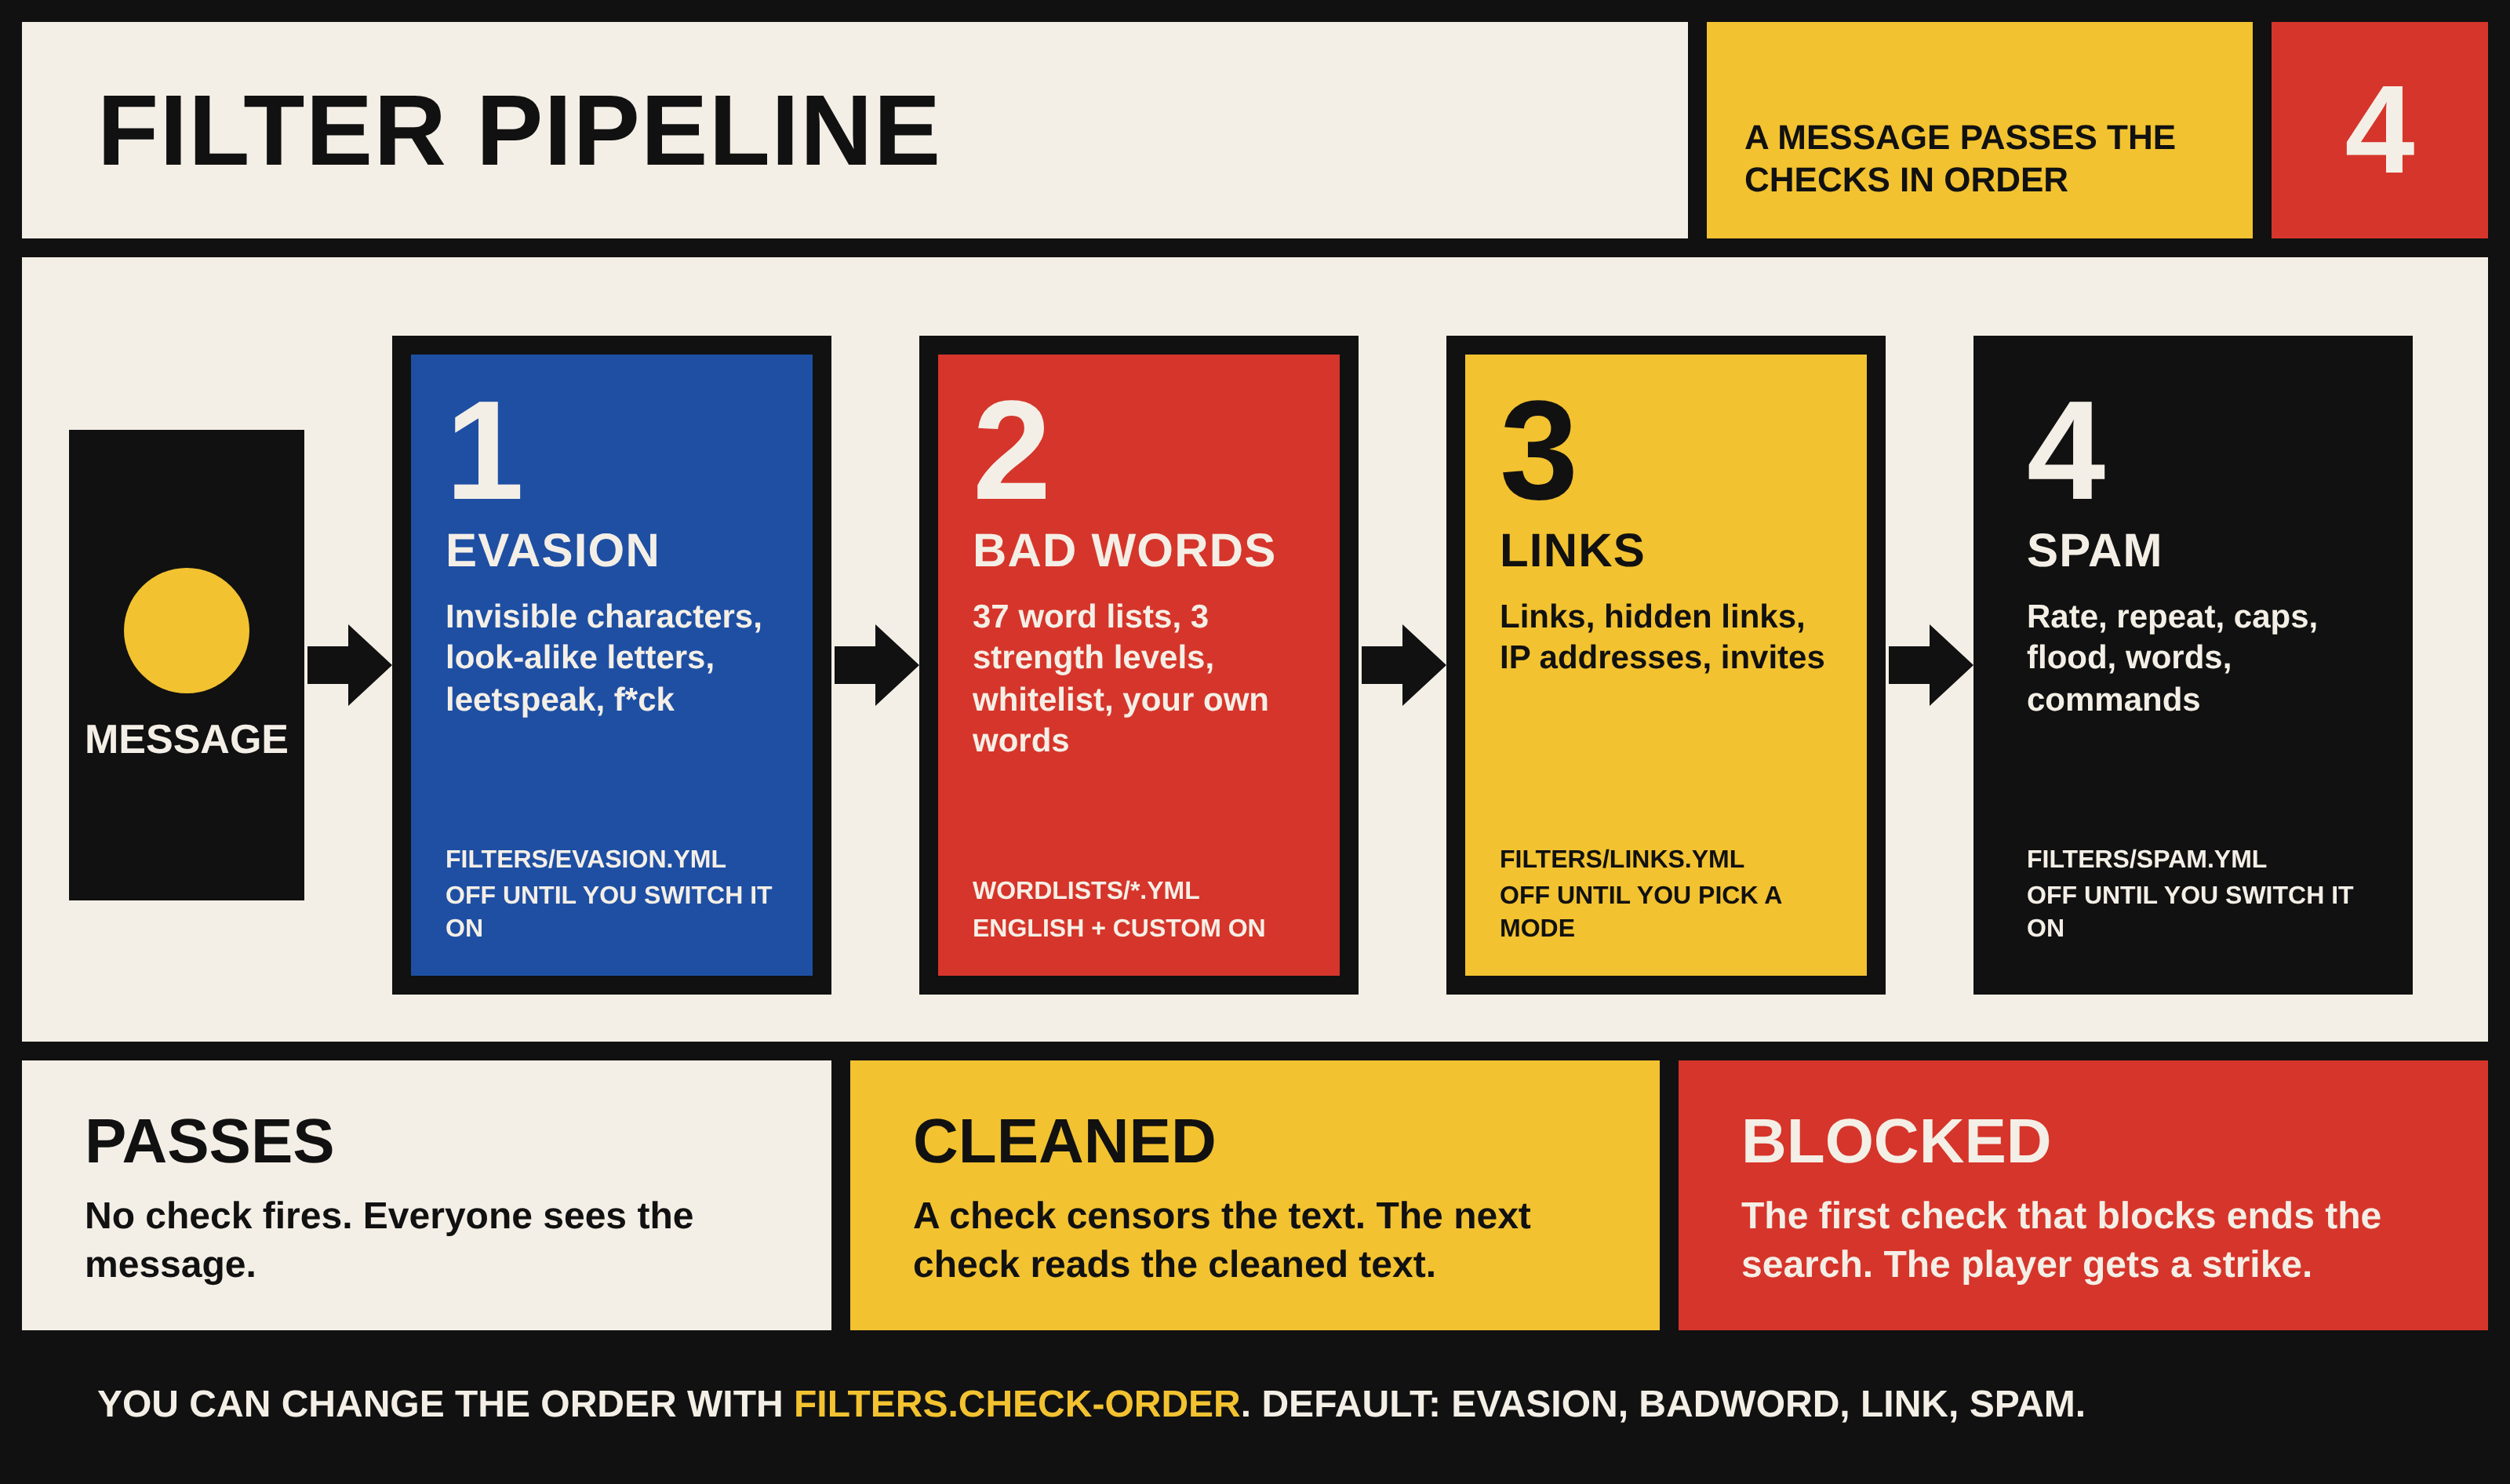 FILTER PIPELINE
A MESSAGE PASSES THE
CHECKS IN ORDER
4
MESSAGE
1
EVASION
Invisible characters,
look-alike letters,
leetspeak, f*ck
FILTERS/EVASION.YML
OFF UNTIL YOU SWITCH IT
ON
2
BAD WORDS
37 word lists, 3
strength levels,
whitelist, your own
words
WORDLISTS/*.YML
ENGLISH + CUSTOM ON
3
LINKS
Links, hidden links,
IP addresses, invites
FILTERS/LINKS.YML
OFF UNTIL YOU PICK A
MODE
4
SPAM
Rate, repeat, caps,
flood, words,
commands
FILTERS/SPAM.YML
OFF UNTIL YOU SWITCH IT
ON
PASSES
No check fires. Everyone sees the
message.
CLEANED
A check censors the text. The next
check reads the cleaned text.
BLOCKED
The first check that blocks ends the
search. The player gets a strike.
YOU CAN CHANGE THE ORDER WITH FILTERS.CHECK-ORDER. DEFAULT: EVASION, BADWORD, LINK, SPAM.